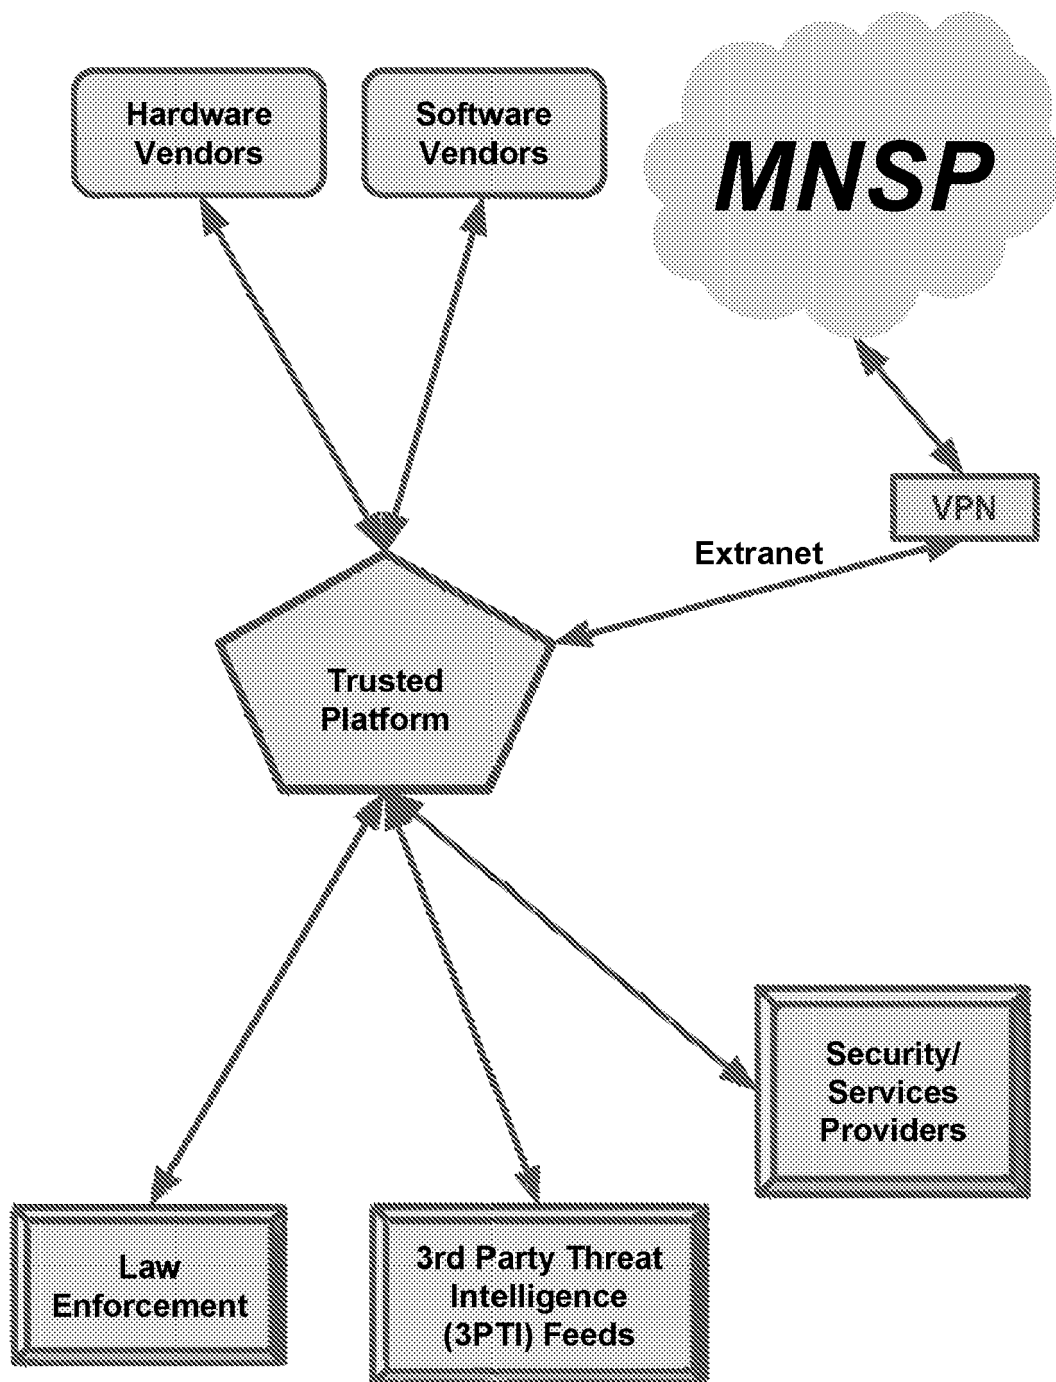 Hardware
Vendors
Software
Vendors
MNSP
VPN
Extranet
Trusted
Platform
Security/
Services
Providers
Law
Enforcement
3rd Party Threat
Intelligence
(3PTI) Feeds